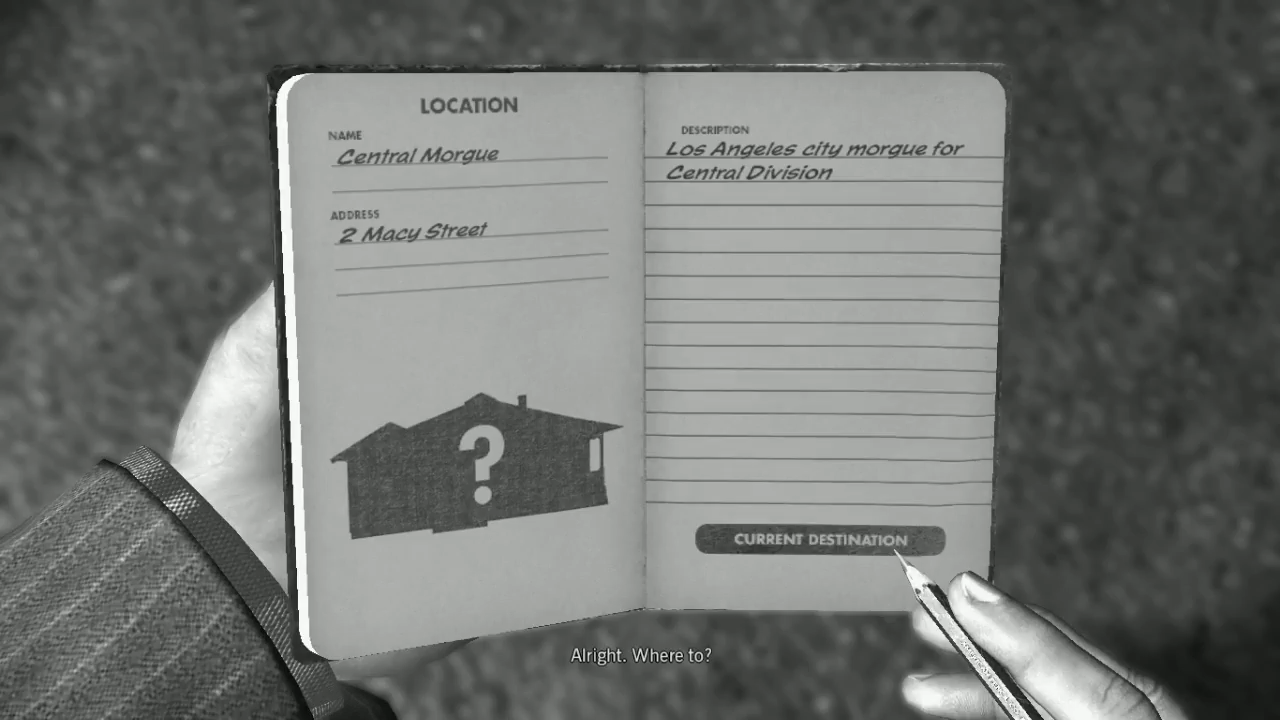 LOCATION
NAME
Central Morgue
ADDRESS
2 Macy Street
DESCRIPTION
Los Angeles city morgue for
Central Division
?
CURRENT DESTINATION
Alright. Where to?